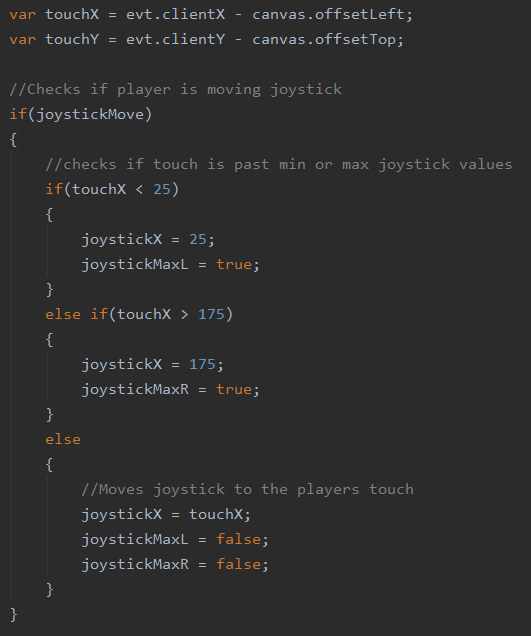 var touchX = evt.clientX - canvas.offsetLeft;
var touchY = evt.clientY - canvas.offsetTop;

//Checks if player is moving joystick
if(joystickMove)
{
    //checks if touch is past min or max joystick values
    if(touchX < 25)
    {
        joystickX = 25;
        joystickMaxL = true;
    }
    else if(touchX > 175)
    {
        joystickX = 175;
        joystickMaxR = true;
    }
    else
    {
        //Moves joystick to the players touch
        joystickX = touchX;
        joystickMaxL = false;
        joystickMaxR = false;
    }
}